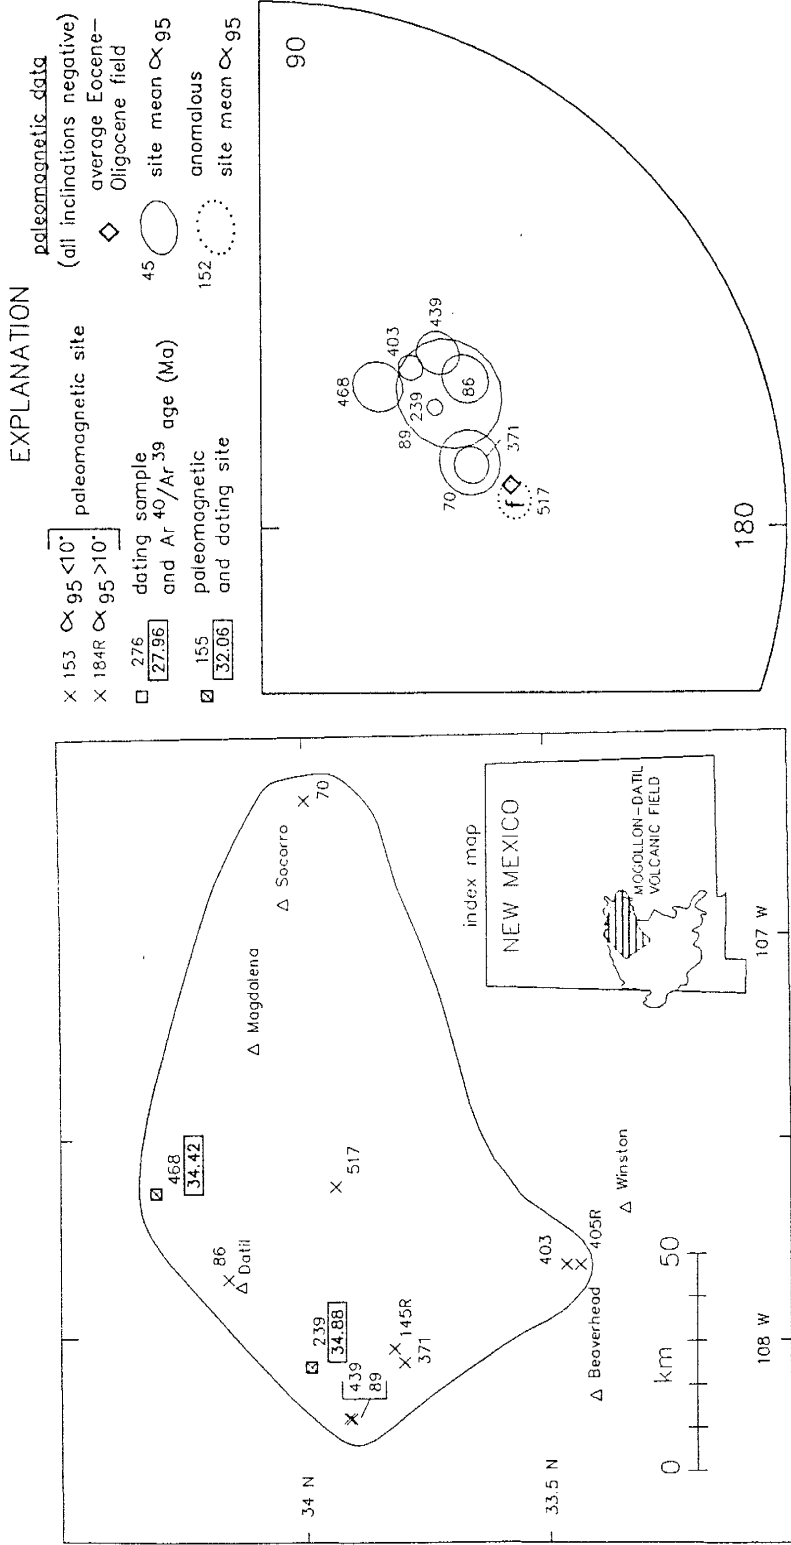 EXPLANATION
× 153 ∝95 <10°
× 184R ∝95 >10°
paleomagnetic site
276
27.96
dating sample
and Ar 40/Ar 39 age (Ma)
155
32.06
paleomagnetic
and dating site
paleomagnetic data
(all inclinations negative)
average Eocene–
Oligocene field
45
site mean ∝95
152
anomalous
site mean ∝95
90
180
468
403
439
239
89
86
70
371
f
517
34 N
33.5 N
108 W
107 W
468
34.42
86
Datil
239
34.88
439
89
145R
371
517
Magdalena
Socorro
70
403
405R
Beaverhead
Winston
0 km 50
index map
NEW MEXICO
MOGOLLON-DATIL
VOLCANIC FIELD